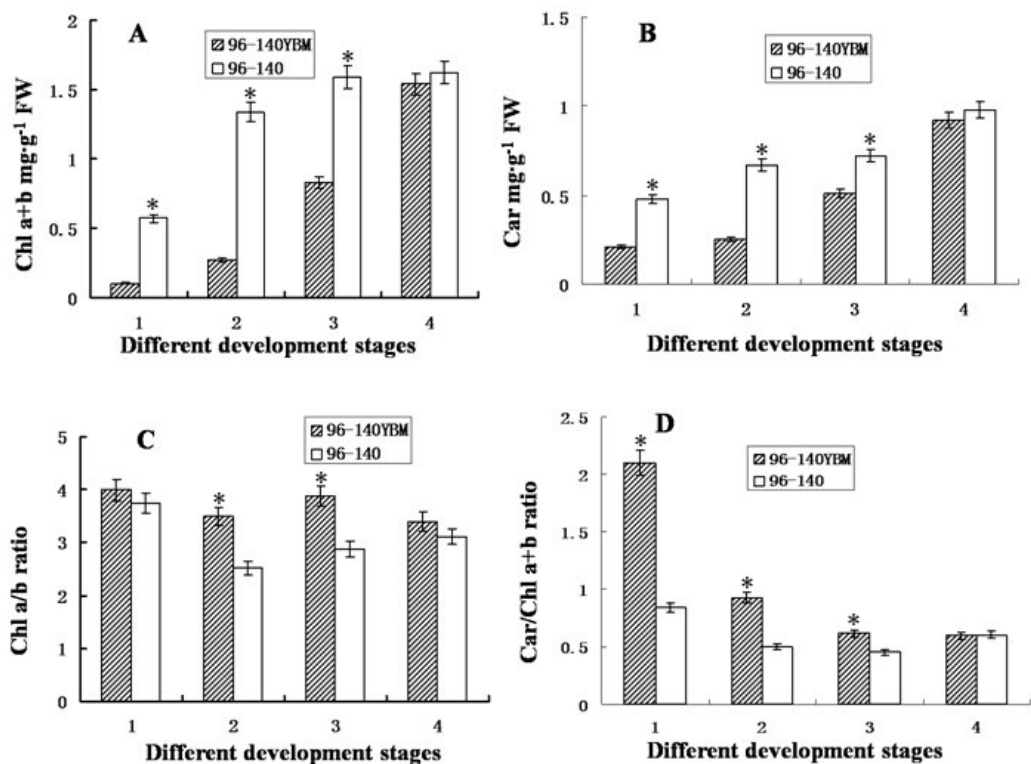 A
96-140YBM
96-140
Chl a+b mg·g⁻¹ FW
2
1.5
1
0.5
0
* * *
1 2 3 4
Different development stages
B
96-140YBM
96-140
Car mg·g⁻¹ FW
1.5
1
0.5
0
* * *
1 2 3 4
Different development stages
C
96-140YBM
96-140
Chl a/b ratio
5
4
3
2
1
0
* *
1 2 3 4
Different development stages
D
96-140YBM
96-140
Car/Chl a+b ratio
2.5
2
1.5
1
0.5
0
* * *
1 2 3 4
Different development stages